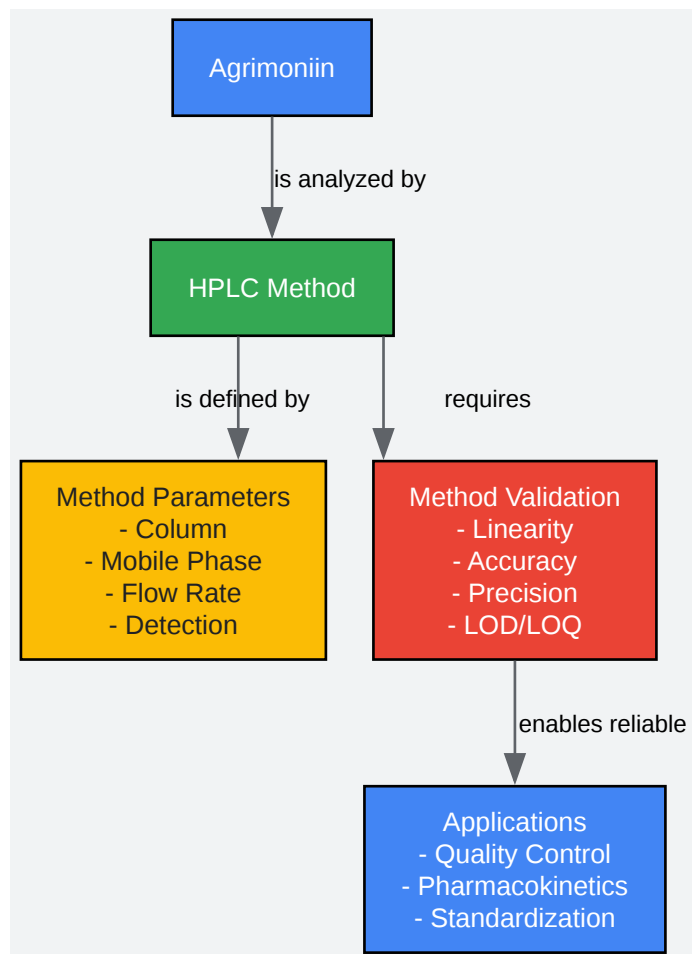 Agrimoniin
is analyzed by
HPLC Method
is defined by
requires
Method Parameters
- Column
- Mobile Phase
- Flow Rate
- Detection
Method Validation
- Linearity
- Accuracy
- Precision
- LOD/LOQ
enables reliable
Applications
- Quality Control
- Pharmacokinetics
- Standardization